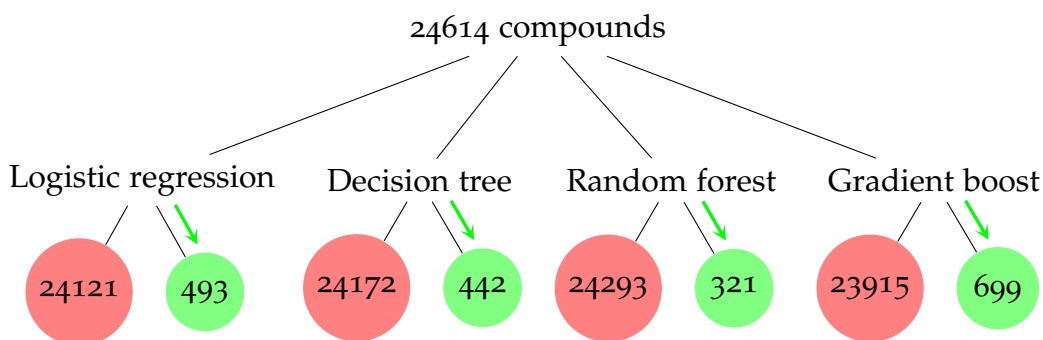 24614 compounds
Logistic regression Decision tree Random forest Gradient boost
24121 493 24172 442 24293 321 23915 699